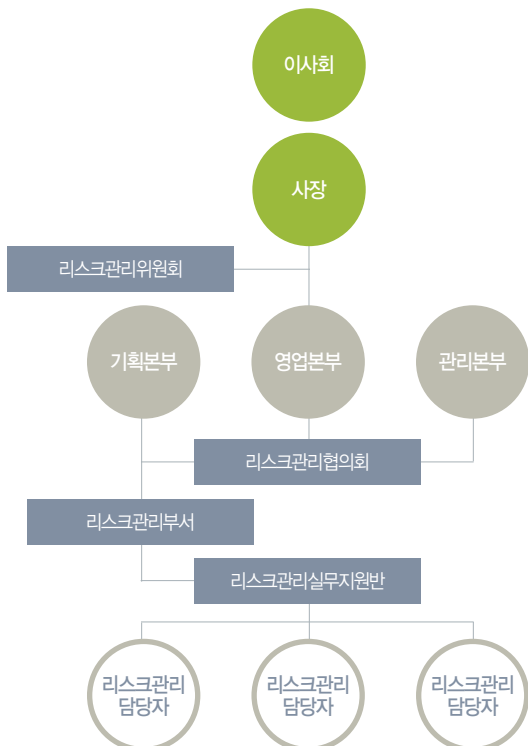 이사회
사장
리스크관리위원회
기획본부
영업본부
관리본부
리스크관리협의회
리스크관리부서
리스크관리실무지원반
리스크관리
담당자
리스크관리
담당자
리스크관리
담당자